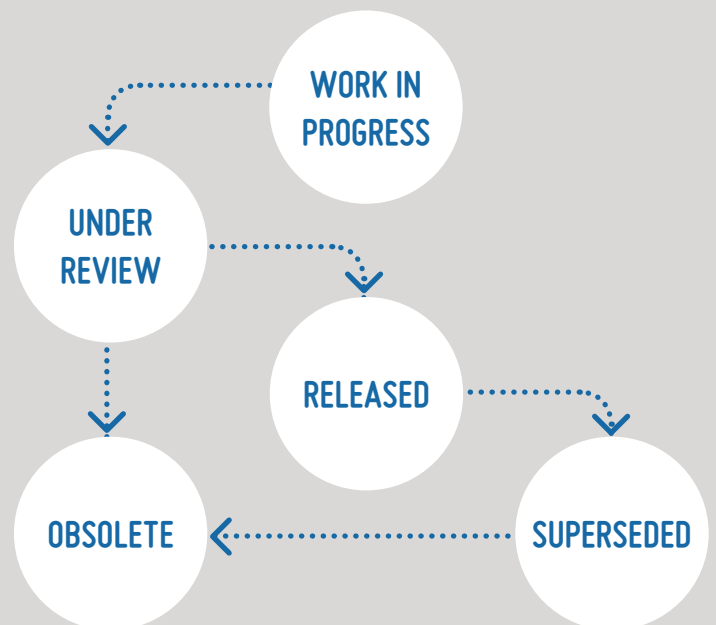 WORK IN
PROGRESS
UNDER
REVIEW
RELEASED
OBSOLETE
SUPERSEDED